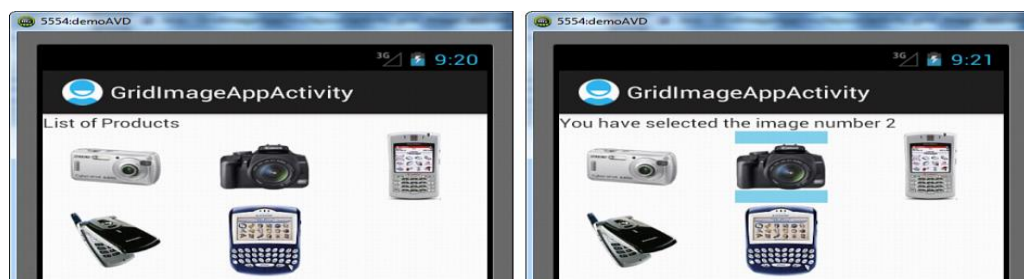 5554:demoAVD
3G 9:20
GridImageAppActivity
List of Products
5554:demoAVD
3G 9:21
GridImageAppActivity
You have selected the image number 2